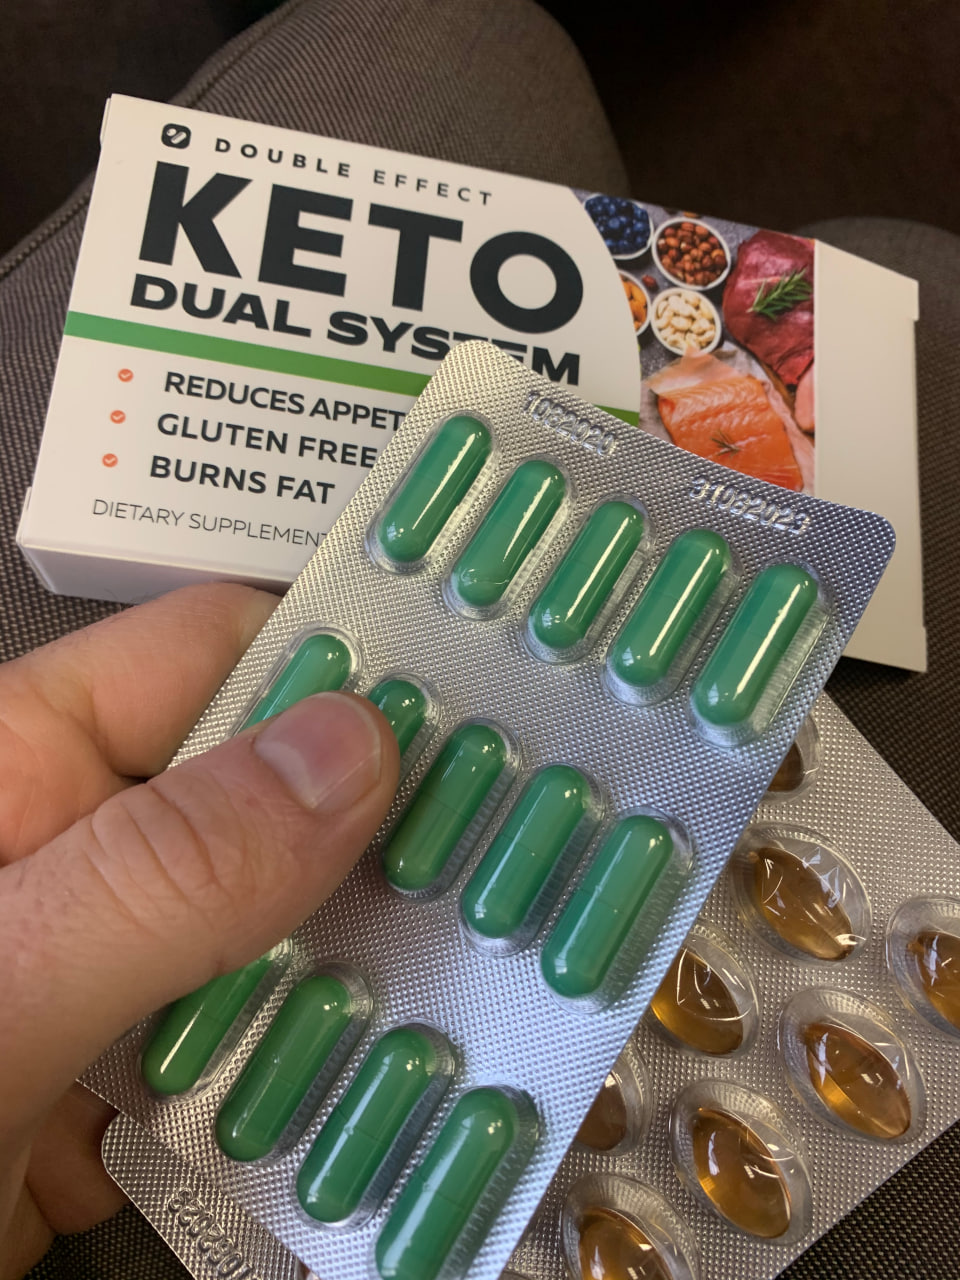 DOUBLE EFFECT
KETO
DUAL SYSTEM
REDUCES APPET
GLUTEN FREE
BURNS FAT
DIETARY SUPPLEMENT